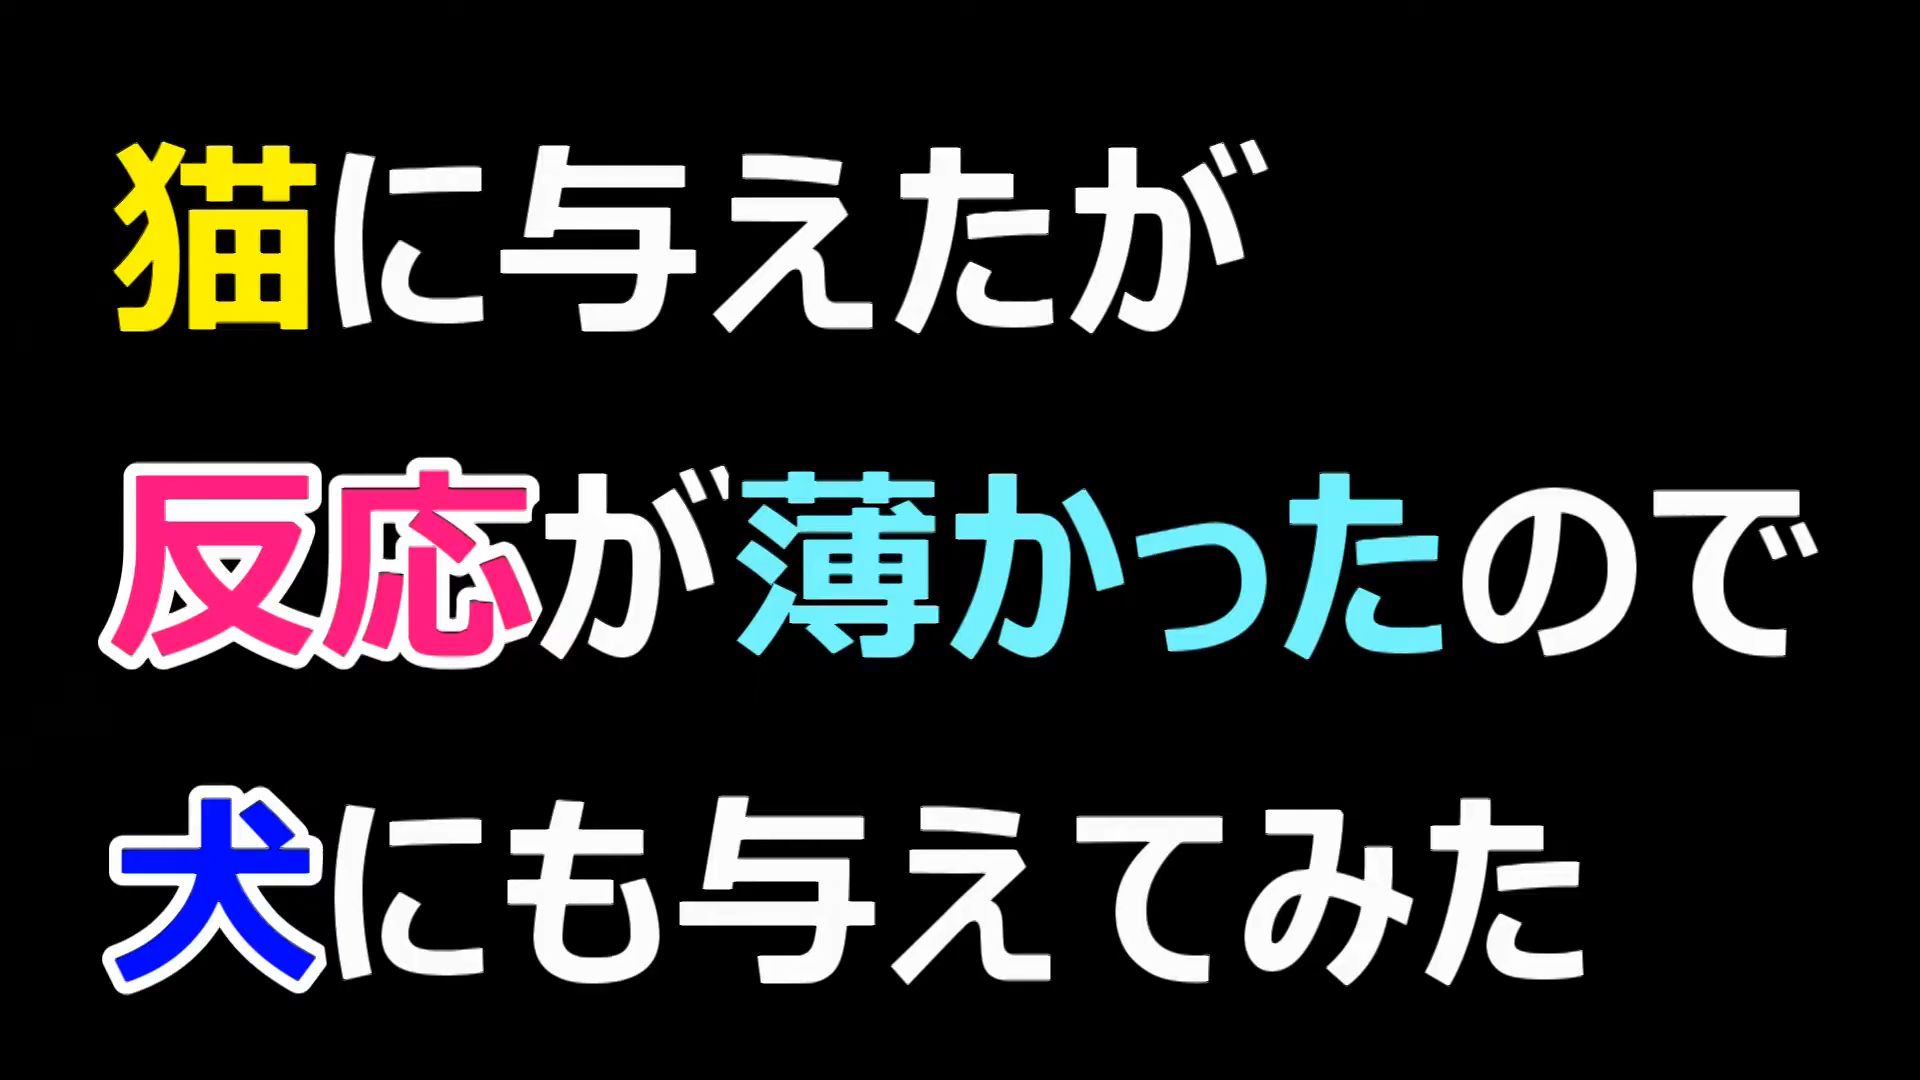 猫に与えたが
反応が薄かったので
犬にも与えてみた